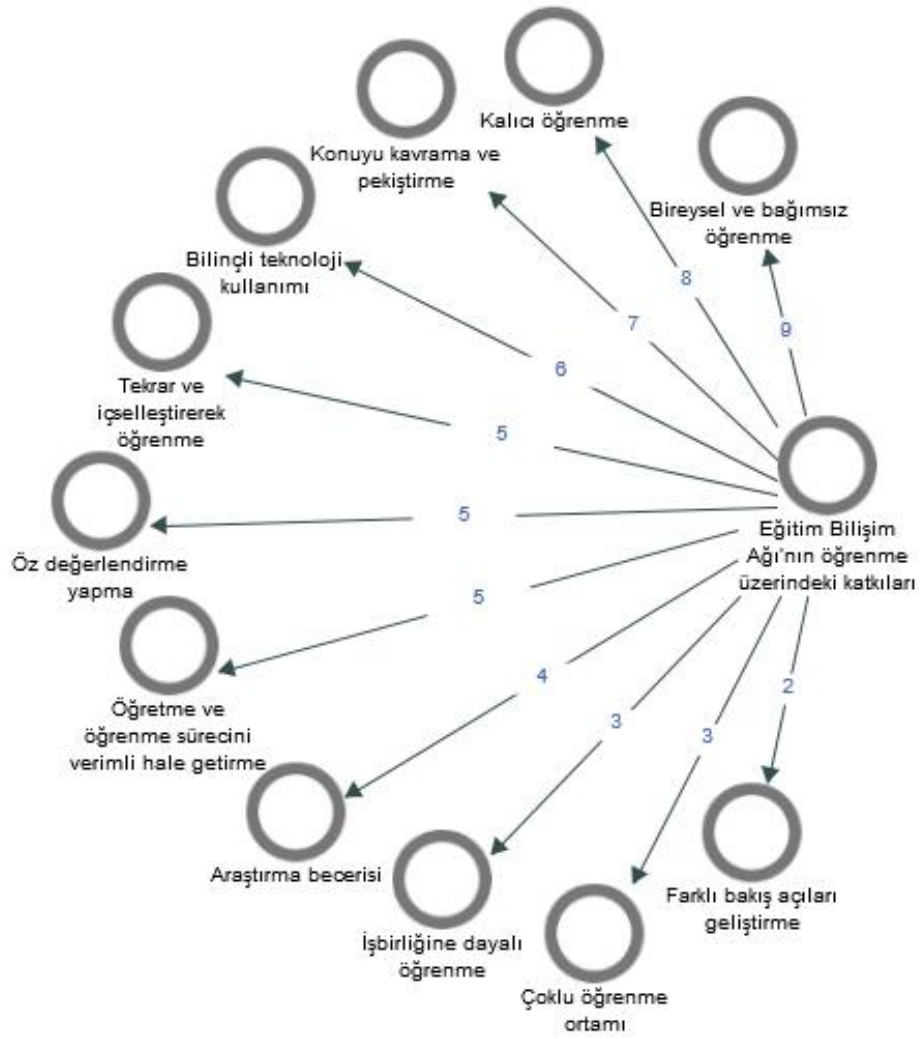 Kalıcı öğrenme
Konuyu kavrama ve
pekiştirme
Bireysel ve bağımsız
öğrenme
Bilinçli teknoloji
kullanımı
8
7
9
6
Tekrar ve
içselleştirerek
öğrenme
5
Öz değerlendirme
yapma
5
Eğitim Bilişim
Ağı'nın öğrenme
üzerindeki katkıları
5
Öğretme ve
öğrenme sürecini
verimli hale getirme
4
3
3
2
Araştırma becerisi
İşbirliğine dayalı
öğrenme
Çoklu öğrenme
ortamı
Farklı bakış açıları
geliştirme